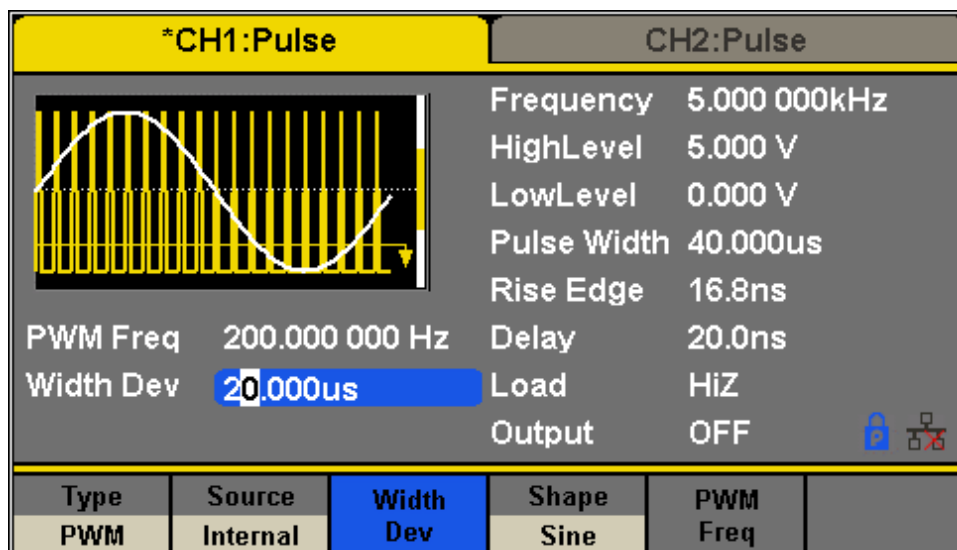 *CH1:Pulse
CH2:Pulse
Frequency 5.000 000kHz
HighLevel 5.000 V
LowLevel 0.000 V
Pulse Width 40.000us
Rise Edge 16.8ns
PWM Freq 200.000 000 Hz
Delay 20.0ns
Width Dev 20.000us
Load HiZ
Output OFF
P
Type
PWM
Source
Internal
Width
Dev
Shape
Sine
PWM
Freq